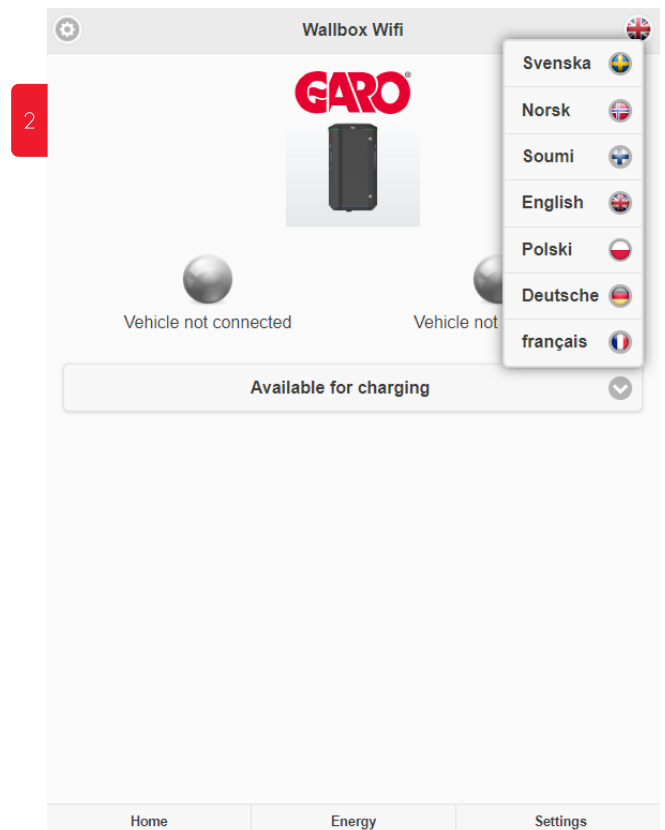 Wallbox Wifi
2
GARO®
Svenska
Norsk
Soumi
English
Polski
Deutsche
français
Vehicle not connected
Vehicle not
Available for charging
Home
Energy
Settings